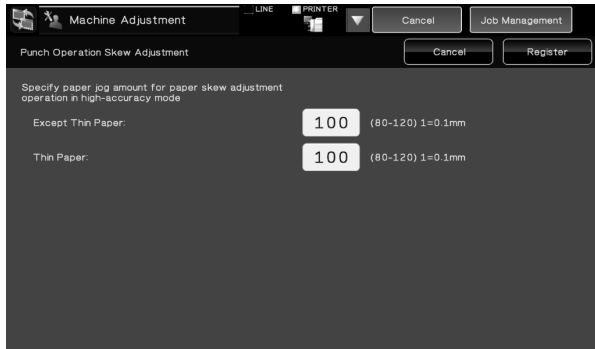 Machine Adjustment
LINE
PRINTER
Cancel
Job Management
Punch Operation Skew Adjustment
Cancel
Register
Specify paper jog amount for paper skew adjustment
operation in high-accuracy mode
Except Thin Paper: 100 (80-120) 1=0.1mm
Thin Paper: 100 (80-120) 1=0.1mm